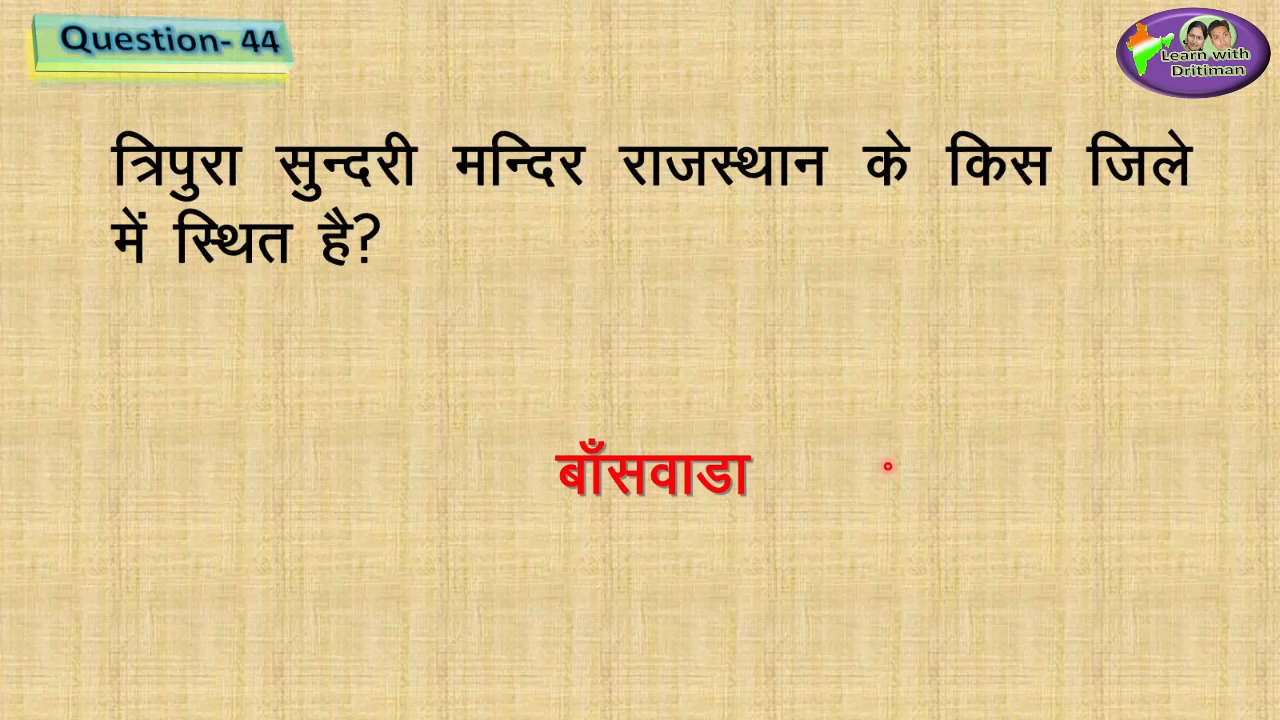 Question- 44
Learn with
Dritiman
त्रिपुरा सुन्दरी मन्दिर राजस्थान के किस जिले
में स्थित है?
बाँसवाडा